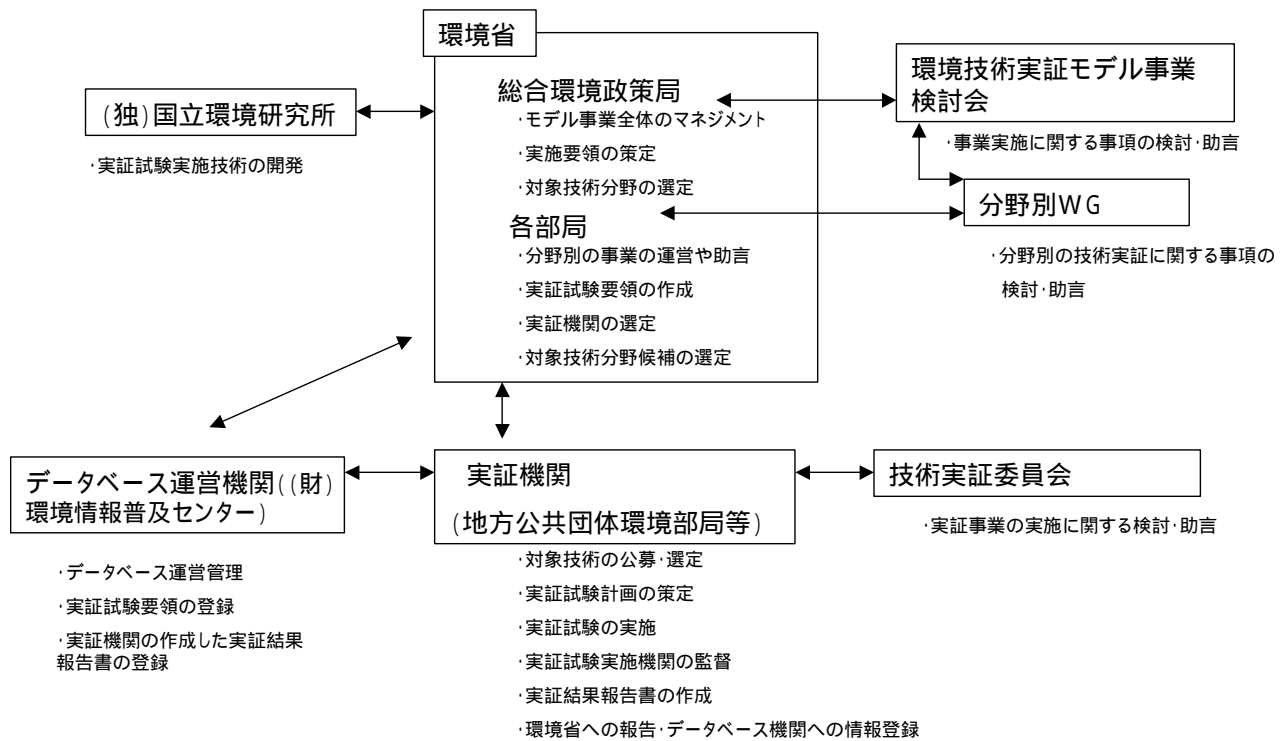 環境省
総合環境政策局
･モデル事業全体のマネジメント
･実施要領の策定
･対象技術分野の選定
各部局
･分野別の事業の運営や助言
･実証試験要領の作成
･実証機関の選定
･対象技術分野候補の選定
(独)国立環境研究所
･実証試験実施技術の開発
環境技術実証モデル事業
検討会
･事業実施に関する事項の検討･助言
分野別WG
･分野別の技術実証に関する事項の
検討･助言
データベース運営機関((財)
環境情報普及センター)
･データベース運営管理
･実証試験要領の登録
･実証機関の作成した実証結果
報告書の登録
実証機関
(地方公共団体環境部局等)
･対象技術の公募･選定
･実証試験計画の策定
･実証試験の実施
･実証試験実施機関の監督
･実証結果報告書の作成
･環境省への報告･データベース機関への情報登録
技術実証委員会
･実証事業の実施に関する検討･助言